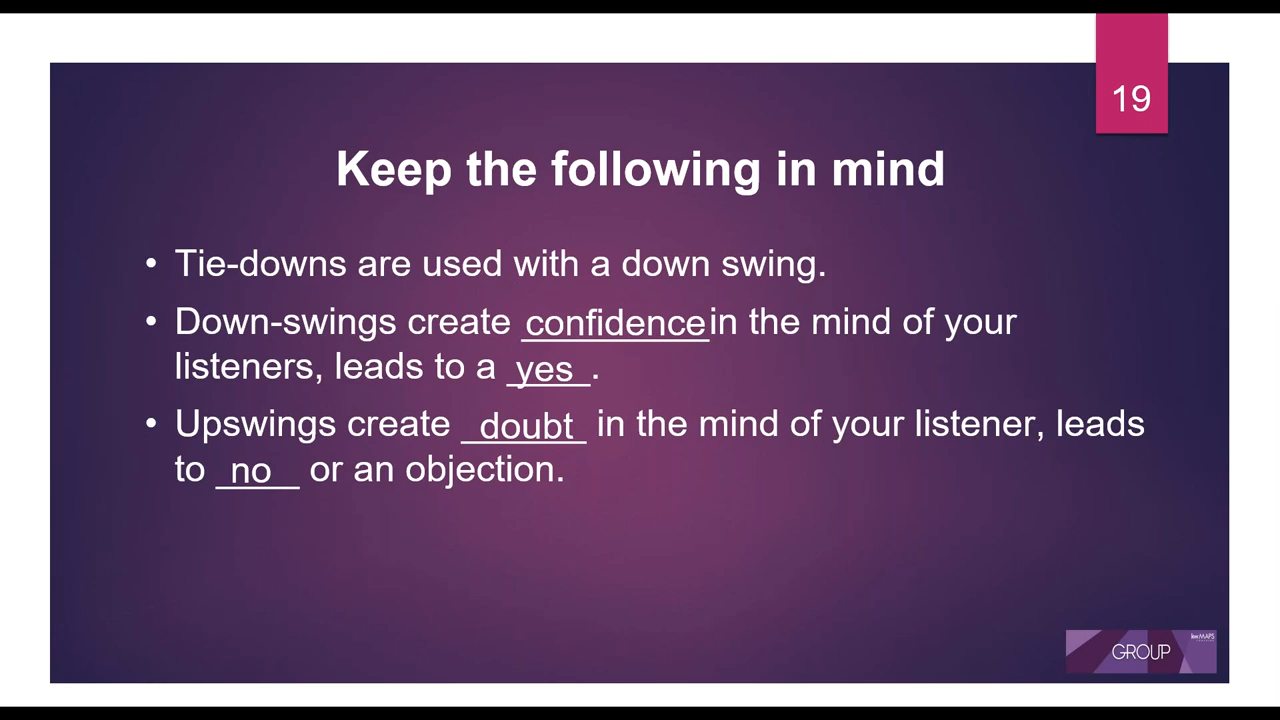 19
Keep the following in mind
• Tie-downs are used with a down swing.
• Down-swings create confidence in the mind of your
listeners, leads to a yes.
• Upswings create doubt in the mind of your listener, leads
to no or an objection.
kw MAPS
GROUP